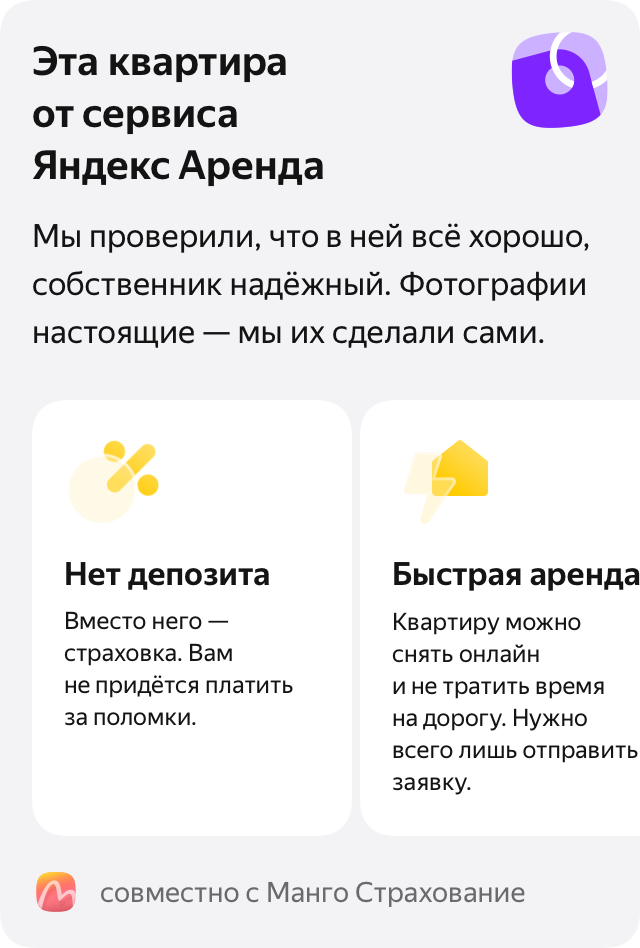 Эта квартира
от сервиса
Яндекс Аренда
Мы проверили, что в ней всё хорошо,
собственник надёжный. Фотографии
настоящие — мы их сделали сами.
Нет депозита
Вместо него —
страховка. Вам
не придётся платить
за поломки.
Быстрая аренда
Квартиру можно
снять онлайн
и не тратить время
на дорогу. Нужно
всего лишь отправить
заявку.
совместно с Манго Страхование